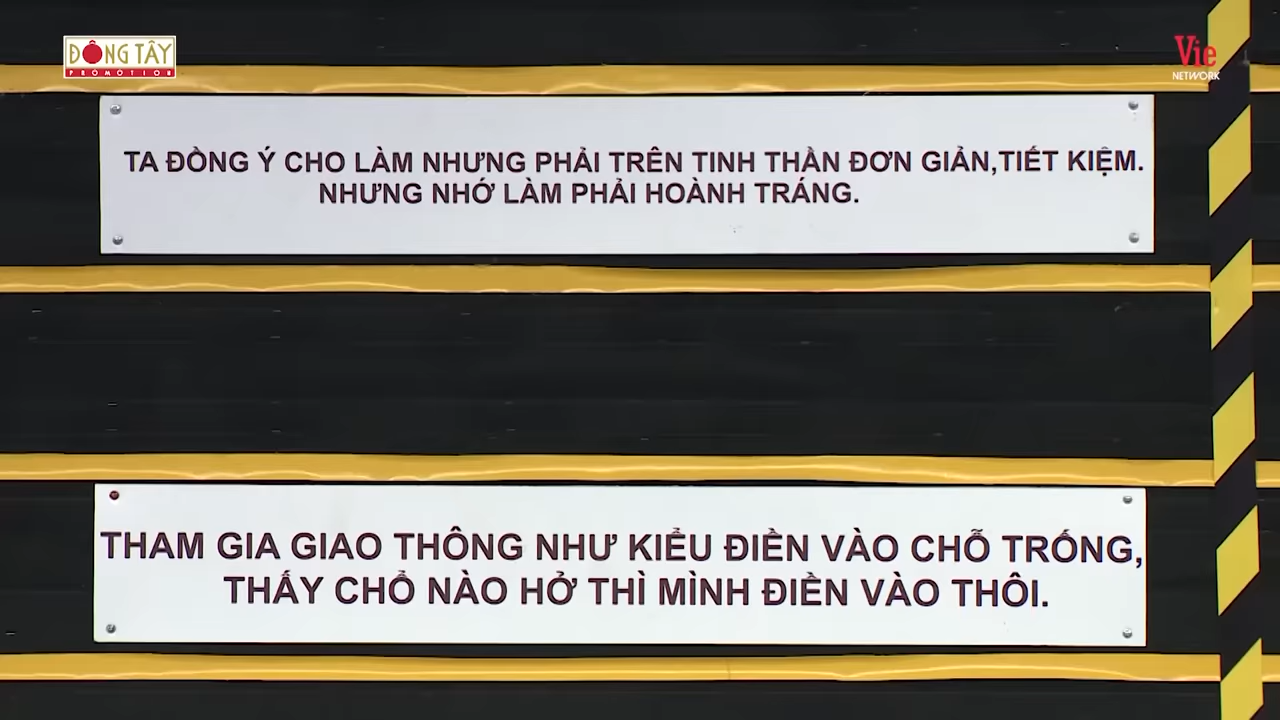 ĐÔNG TÂY
PROMOTION
Vie
NETWORK
TA ĐỒNG Ý CHO LÀM NHƯNG PHẢI TRÊN TINH THẦN ĐƠN GIẢN,TIẾT KIỆM.
NHƯNG NHỚ LÀM PHẢI HOÀNH TRÁNG.
THAM GIA GIAO THÔNG NHƯ KIỂU ĐIỀN VÀO CHỖ TRỐNG,
THẤY CHỔ NÀO HỞ THÌ MÌNH ĐIỀN VÀO THÔI.